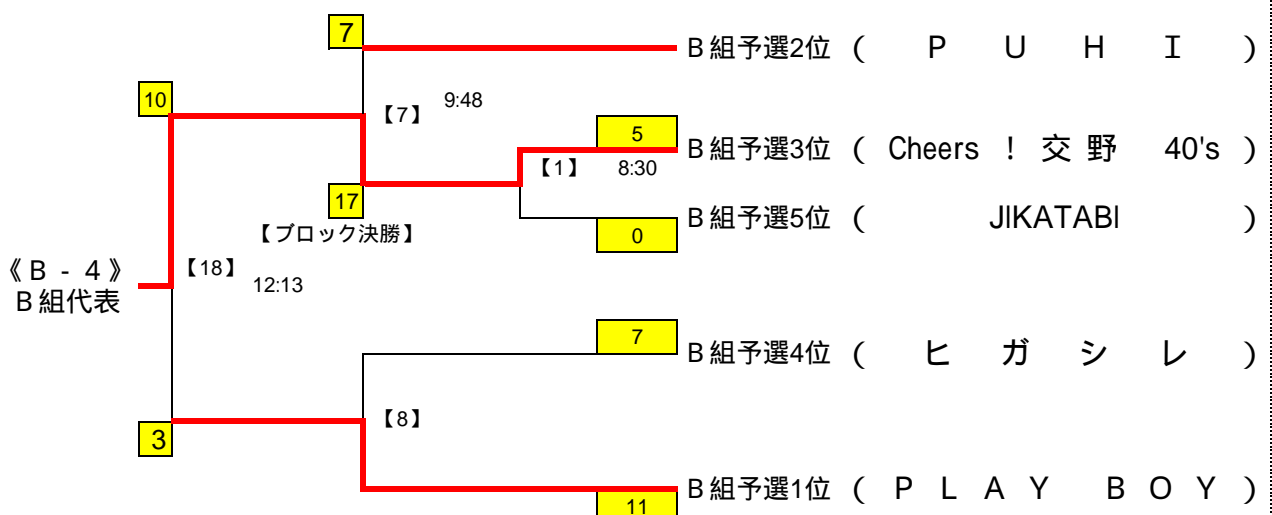 7
B組予選2位 ( P U H I )
10
【7】 9:48
5
B組予選3位 ( Cheers ! 交野 40's )
【1】 8:30
17
【ブロック決勝】
0
B組予選5位 ( JIKATABI )
《B - 4》
B組代表
【18】
12:13
7
B組予選4位 ( ヒガシレ )
【8】
3
B組予選1位 ( PLAY BOY )
11